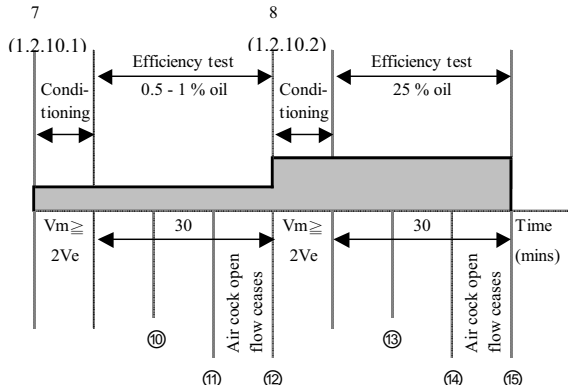 7 8
(1.2.10.1) (1.2.10.2)
Efficiency test Efficiency test
Condi-
tioning
0.5 - 1 % oil
Condi-
tioning
25 % oil
Vm≧
2Ve
30
Vm≧
2Ve
30
Time
(mins)
Air cock open
flow ceases
Air cock open
flow ceases
⑩ ⑬
⑪ ⑫ ⑭ ⑮